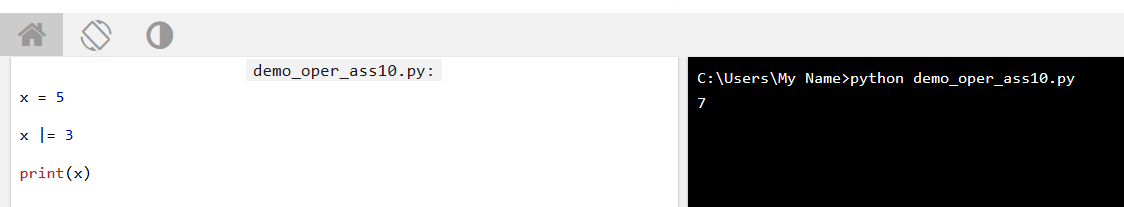 demo_oper_ass10.py:
x = 5
x |= 3
print(x)
C:\Users\My Name>python demo_oper_ass10.py
7